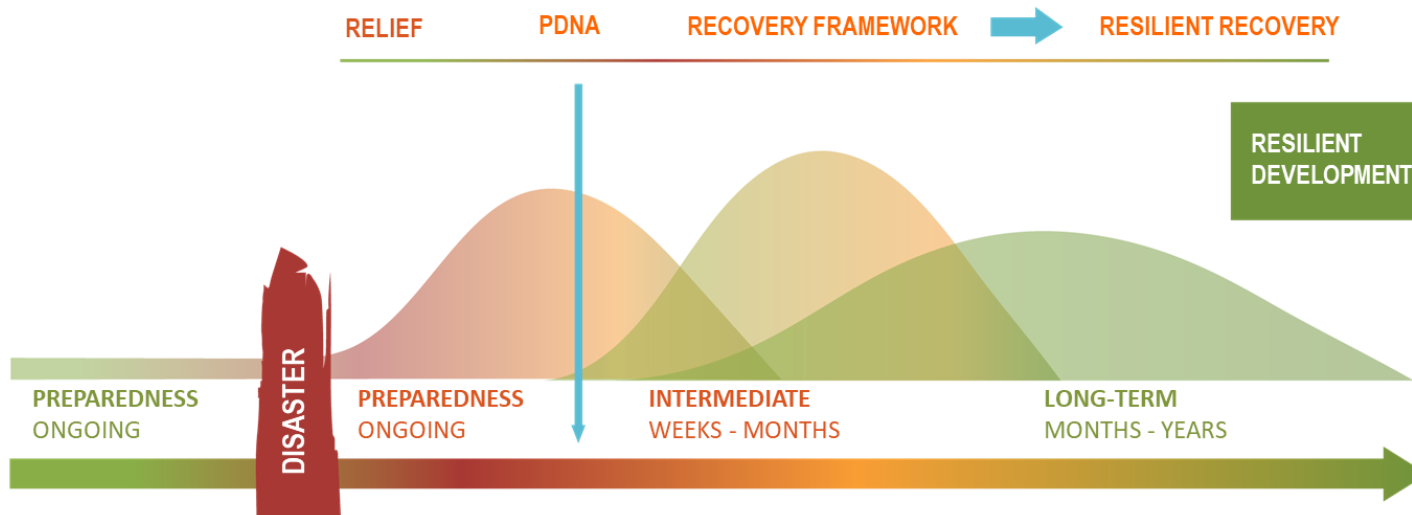 RELIEF
PDNA
RECOVERY FRAMEWORK
RESILIENT RECOVERY
RESILIENT
DEVELOPMENT
DISASTER
PREPAREDNESS
ONGOING
PREPAREDNESS
ONGOING
INTERMEDIATE
WEEKS - MONTHS
LONG-TERM
MONTHS - YEARS